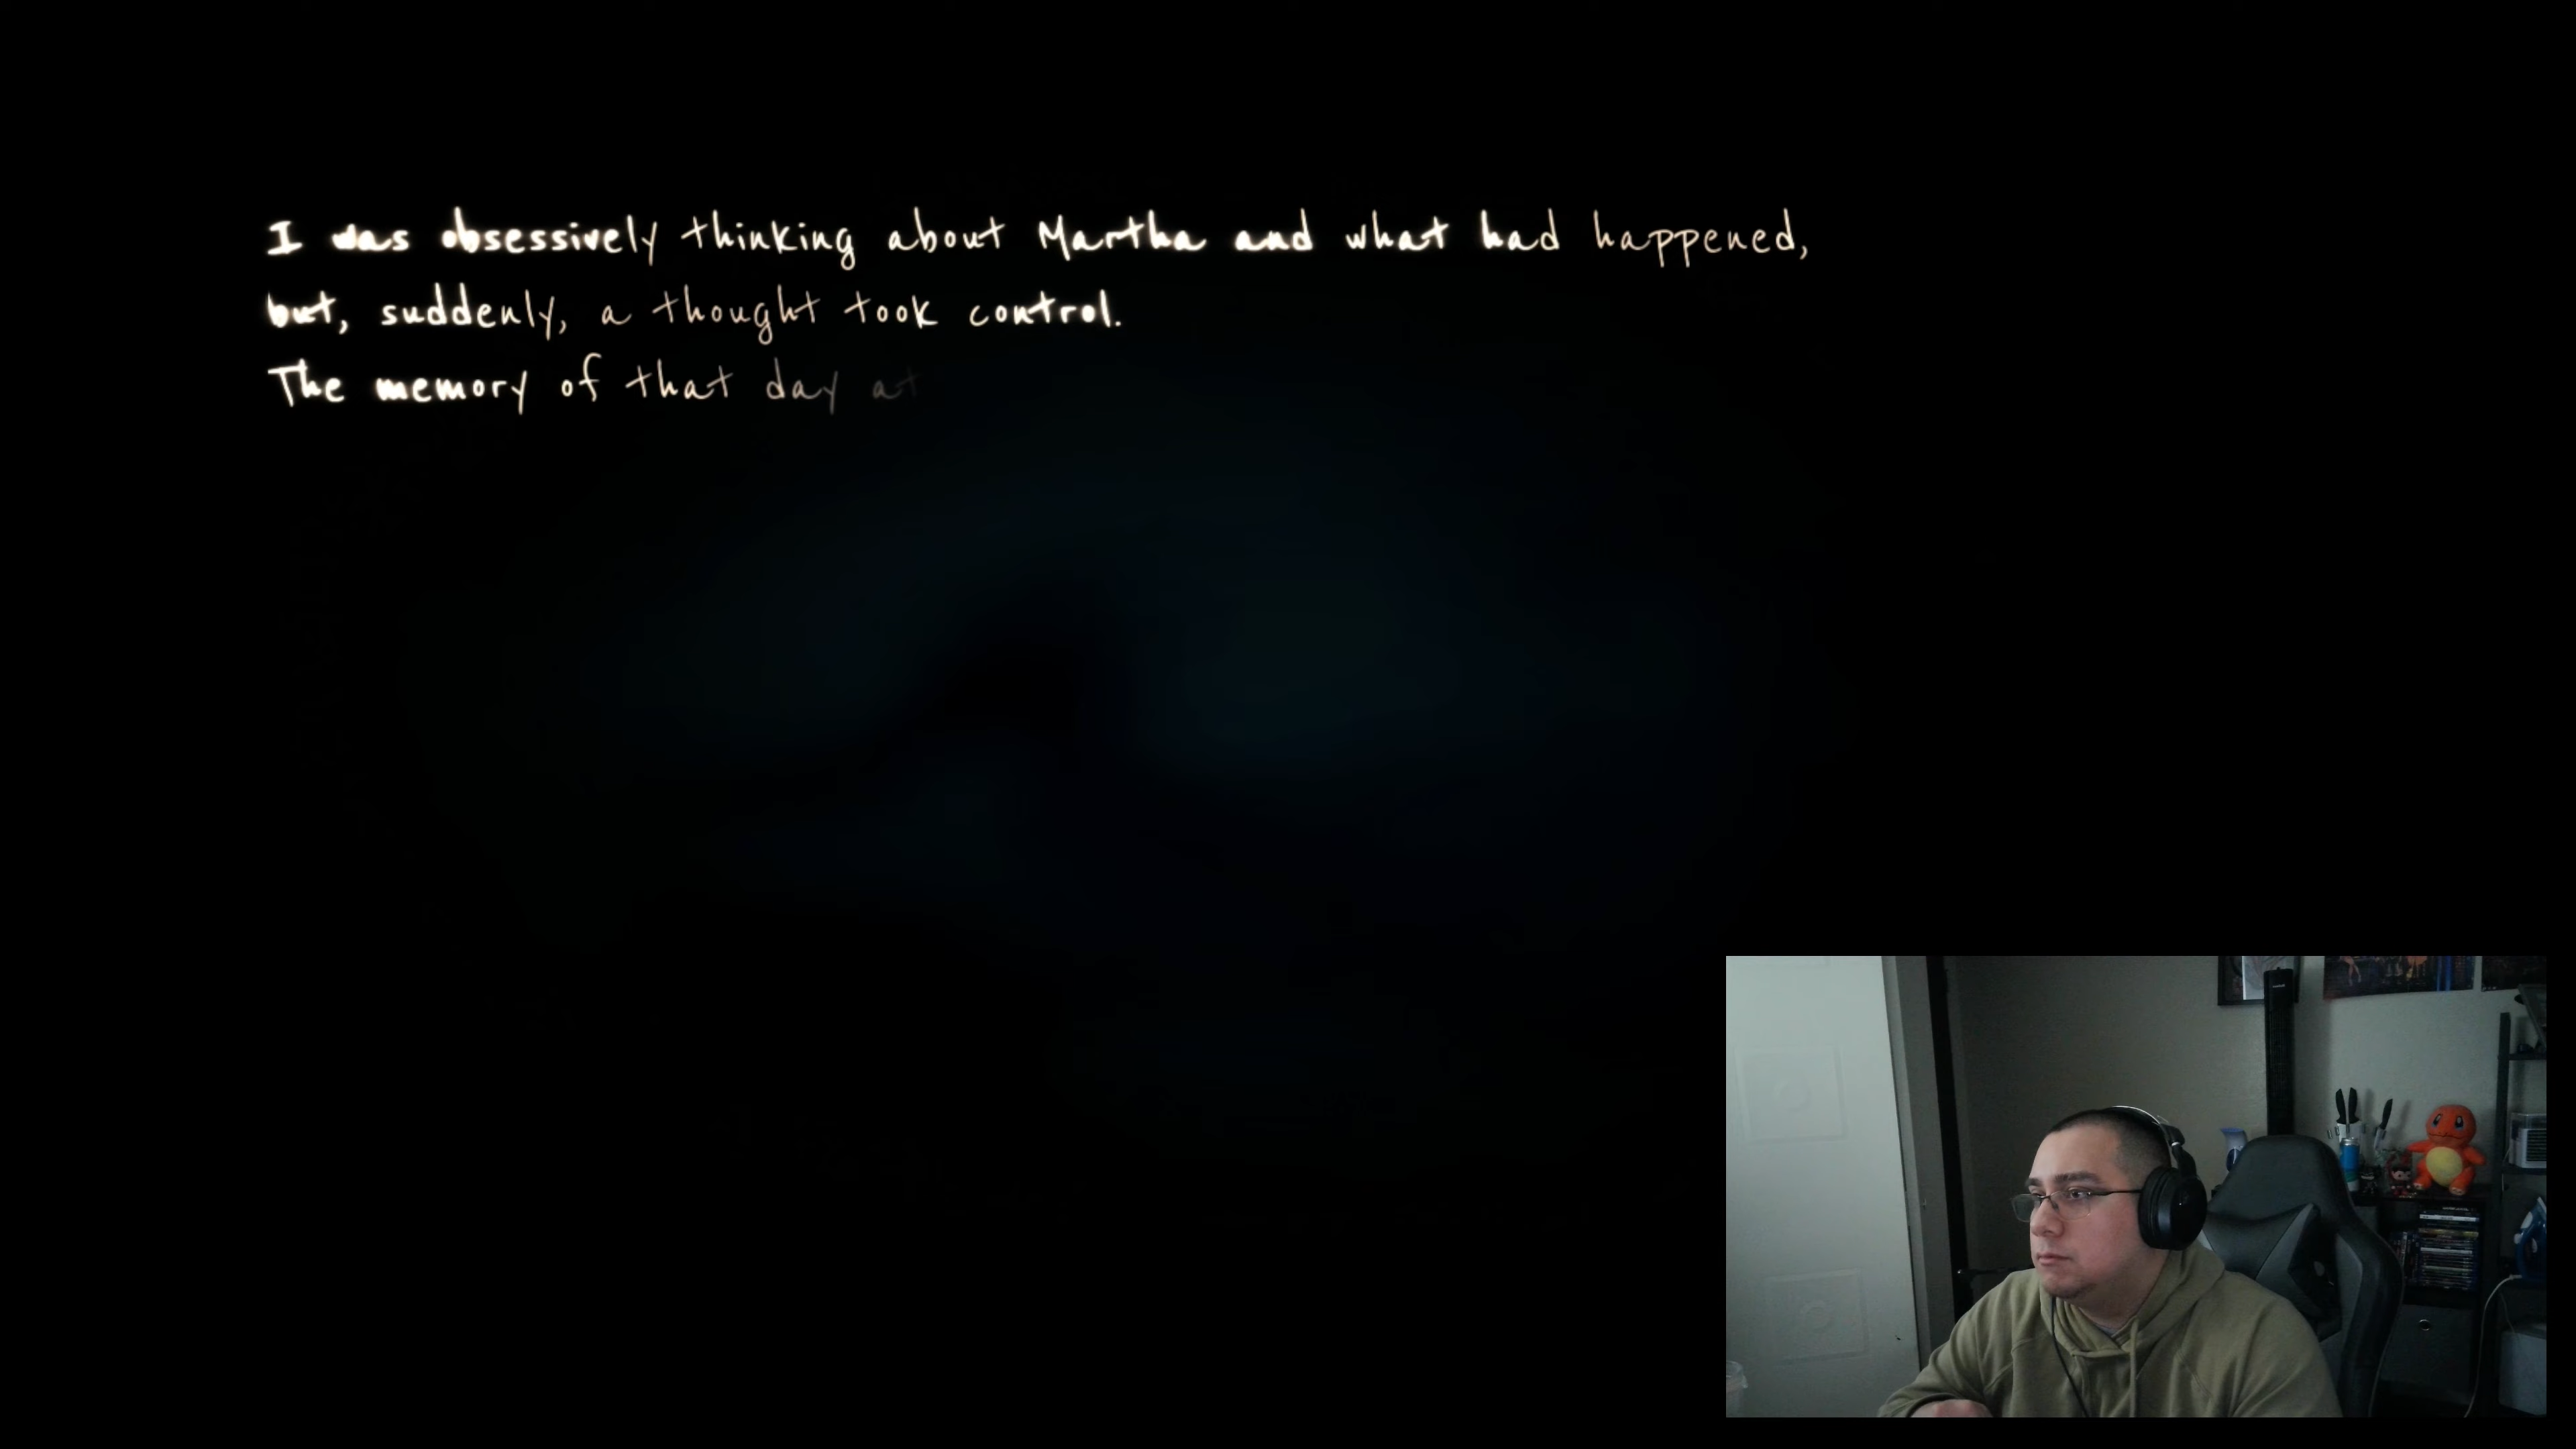 I was obsessively thinking about Martha and what had happened,
but, suddenly, a thought took control.
The memory of that day at